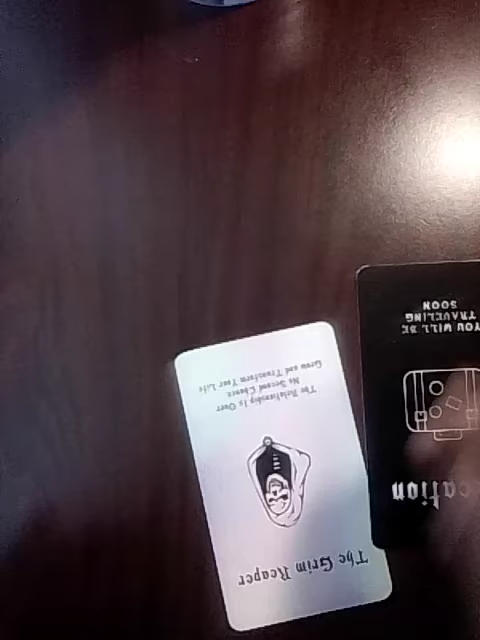 The Grim Reaper
The Relationship Is Over
No Second Chance
Grow and Transform Your Life
cation
YOU WILL BE
TRAVELING
SOON